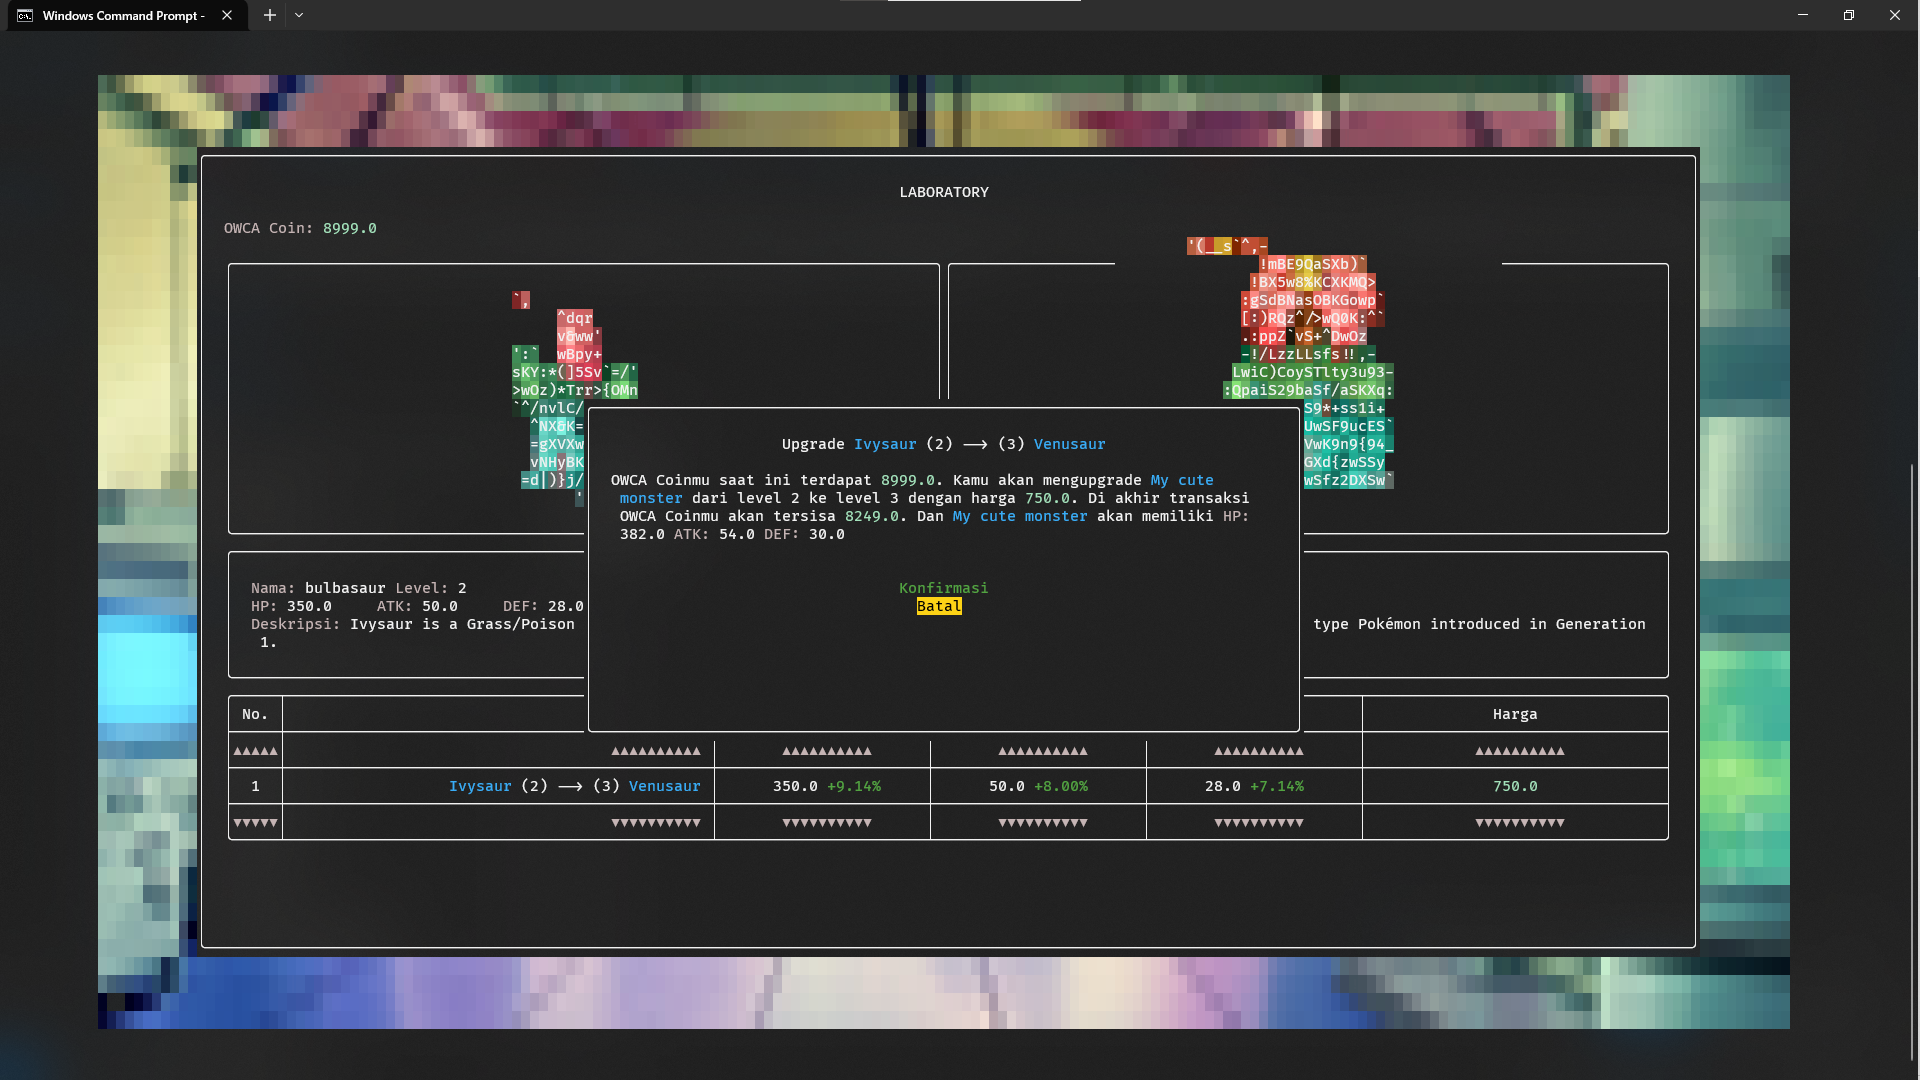 Windows Command Prompt -
LABORATORY
OWCA Coin: 8999.0
Upgrade Ivysaur (2) —> (3) Venusaur
OWCA Coinmu saat ini terdapat 8999.0. Kamu akan mengupgrade My cute
monster dari level 2 ke level 3 dengan harga 750.0. Di akhir transaksi
OWCA Coinmu akan tersisa 8249.0. Dan My cute monster akan memiliki HP:
382.0 ATK: 54.0 DEF: 30.0
Konfirmasi
Batal
Nama: bulbasaur Level: 2
HP: 350.0 ATK: 50.0 DEF: 28.0
Deskripsi: Ivysaur is a Grass/Poison
1.
type Pokémon introduced in Generation
No. Harga
1 Ivysaur (2) —> (3) Venusaur 350.0 +9.14% 50.0 +8.00% 28.0 +7.14% 750.0